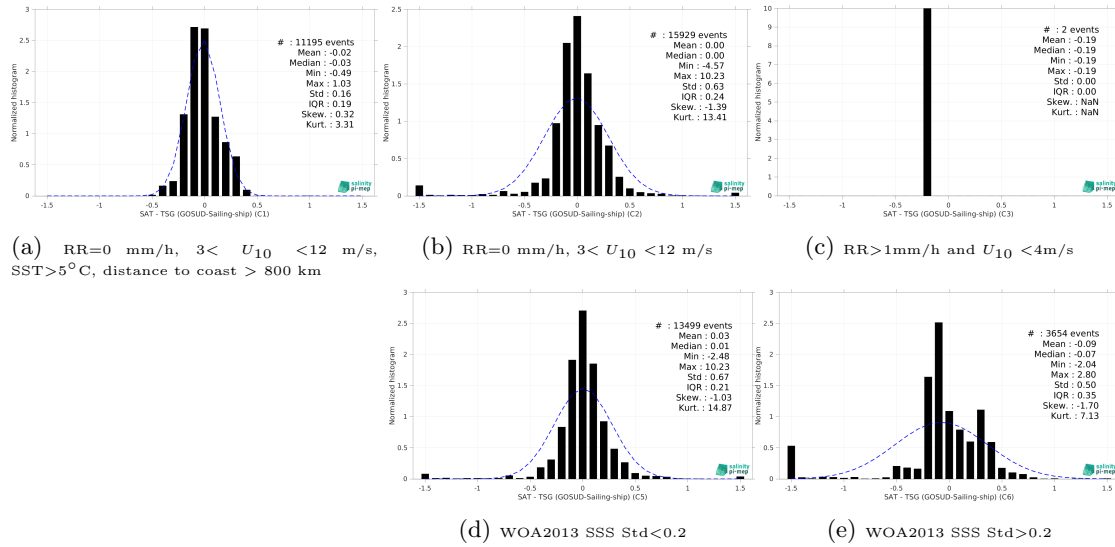 3
2.5
2
1.5
1
0.5
0
Normalized histogram
# : 11195 events
Mean : -0.02
Median : -0.03
Min : -0.49
Max : 1.03
Std : 0.16
IQR : 0.19
Skew. : 0.32
Kurt. : 3.31
salinity
pi-mep
-1.5 -1 -0.5 0 0.5 1 1.5
SAT - TSG (GOSUD-Sailing-ship) (C1)
(a) RR=0 mm/h, 3< U10 <12 m/s,
SST>5°C, distance to coast > 800 km
2.5
2
1.5
1
0.5
0
Normalized histogram
# : 15929 events
Mean : 0.00
Median : 0.00
Min : -4.57
Max : 10.23
Std : 0.63
IQR : 0.24
Skew. : -1.39
Kurt. : 13.41
salinity
pi-mep
-1.5 -1 -0.5 0 0.5 1 1.5
SAT - TSG (GOSUD-Sailing-ship) (C2)
(b) RR=0 mm/h, 3< U10 <12 m/s
10
9
8
7
6
5
4
3
2
1
0
Normalized histogram
# : 2 events
Mean : -0.19
Median : -0.19
Min : -0.19
Max : -0.19
Std : 0.00
IQR : 0.00
Skew. : NaN
Kurt. : NaN
salinity
pi-mep
-1.5 -1 -0.5 0 0.5 1 1.5
SAT - TSG (GOSUD-Sailing-ship) (C3)
(c) RR>1mm/h and U10 <4m/s
3
2.5
2
1.5
1
0.5
0
Normalized histogram
# : 13499 events
Mean : 0.03
Median : 0.01
Min : -2.48
Max : 10.23
Std : 0.67
IQR : 0.21
Skew. : -1.03
Kurt. : 14.87
salinity
pi-mep
-1.5 -1 -0.5 0 0.5 1 1.5
SAT - TSG (GOSUD-Sailing-ship) (C5)
(d) WOA2013 SSS Std<0.2
3
2.5
2
1.5
1
0.5
0
Normalized histogram
# : 3654 events
Mean : -0.09
Median : -0.07
Min : -2.04
Max : 2.80
Std : 0.50
IQR : 0.35
Skew. : -1.70
Kurt. : 7.13
salinity
pi-mep
-1.5 -1 -0.5 0 0.5 1 1.5
SAT - TSG (GOSUD-Sailing-ship) (C6)
(e) WOA2013 SSS Std>0.2